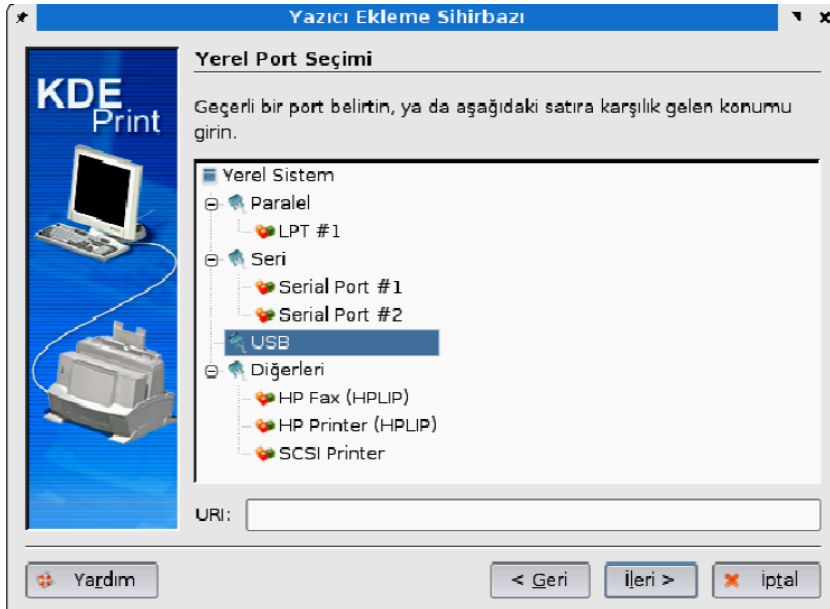 Yazıcı Ekleme Sihirbazı
KDE
Print
Yerel Port Seçimi
Geçerli bir port belirtin, ya da aşağıdaki satıra karşılık gelen konumu
girin.
Yerel Sistem
Paralel
LPT #1
Seri
Serial Port #1
Serial Port #2
USB
Diğerleri
HP Fax (HPLIP)
HP Printer (HPLIP)
SCSI Printer
URI:
Yardım
< Geri
İleri >
İptal